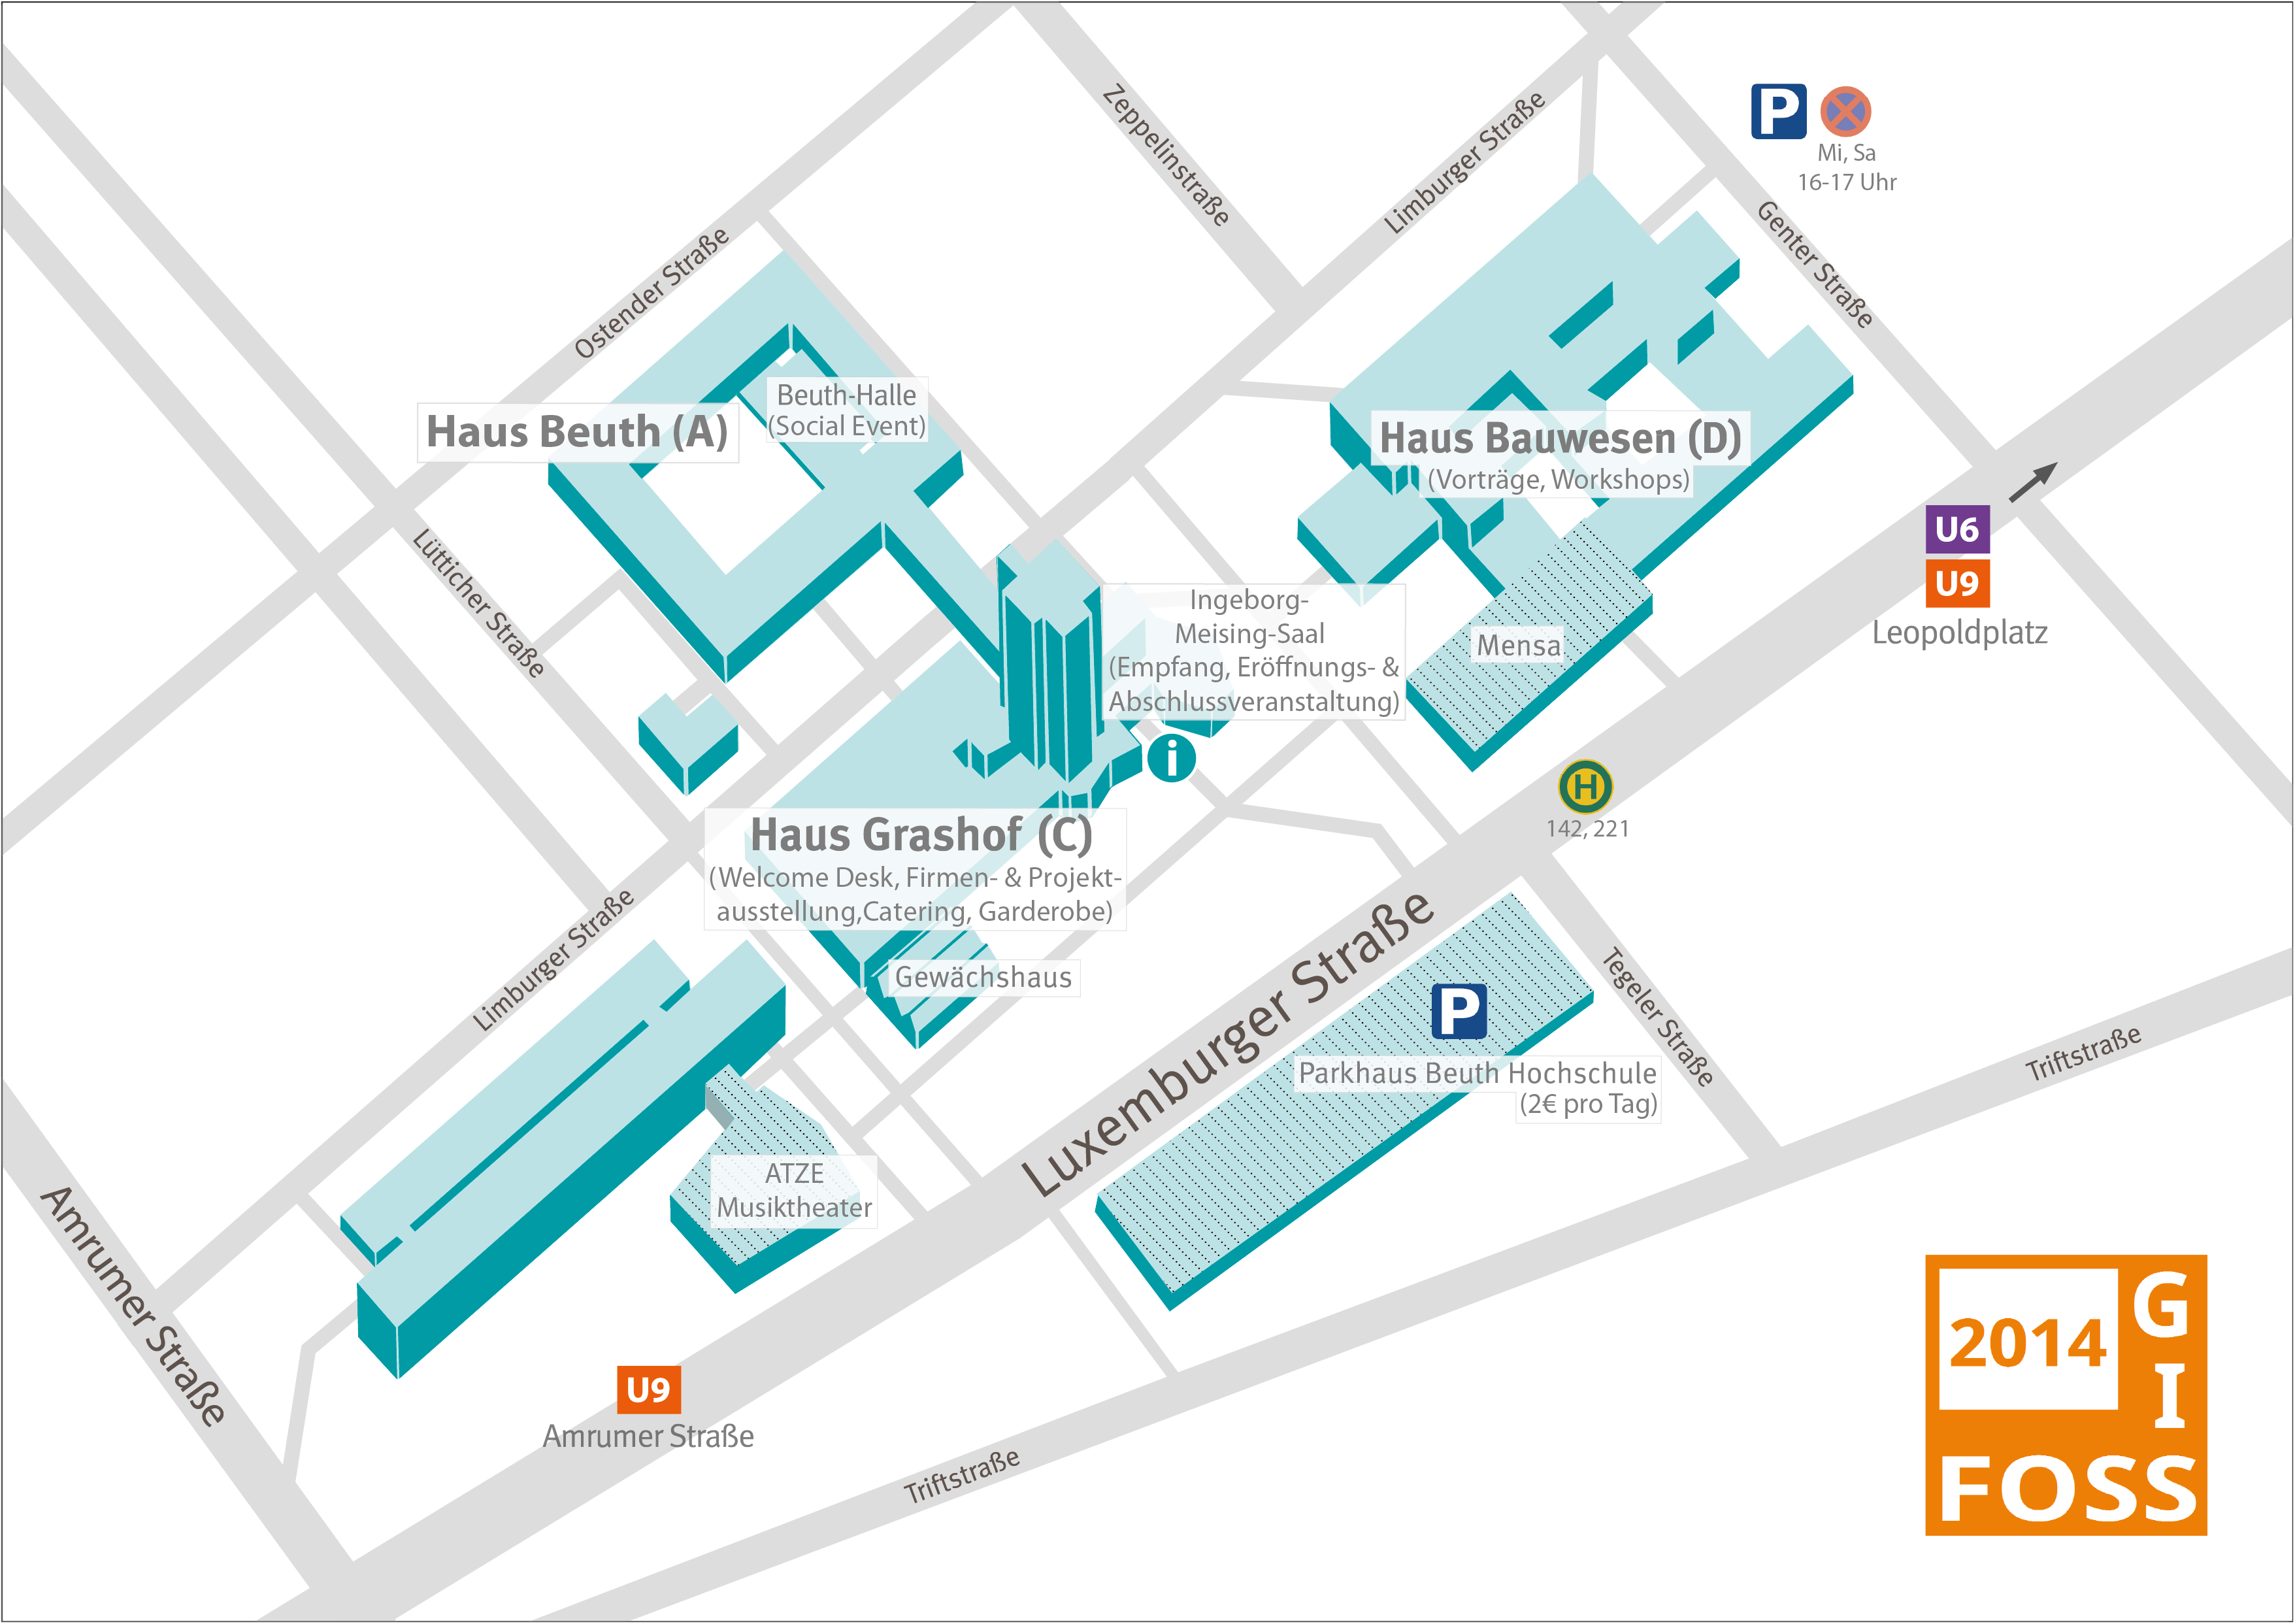 Zeppelinstraße
Limburger Straße
P
Mi, Sa
16-17 Uhr
Genter Straße
Ostender Straße
Beuth-Halle
(Social Event)
Haus Beuth (A)
Haus Bauwesen (D)
(Vorträge, Workshops)
U6
U9
Leopoldplatz
Lütticher Straße
Ingeborg-
Meising-Saal
(Empfang, Eröffnungs- &
Abschlussveranstaltung)
Mensa
i
H
142, 221
Haus Grashof (C)
(Welcome Desk, Firmen- & Projekt-
ausstellung,Catering, Garderobe)
Gewächshaus
Limburger Straße
Luxemburger Straße
P
Parkhaus Beuth Hochschule
(2€ pro Tag)
Tegeler Straße
Triftstraße
ATZE
Musiktheater
Amrumer Straße
U9
Amrumer Straße
Triftstraße
2014
G
I
FOSS